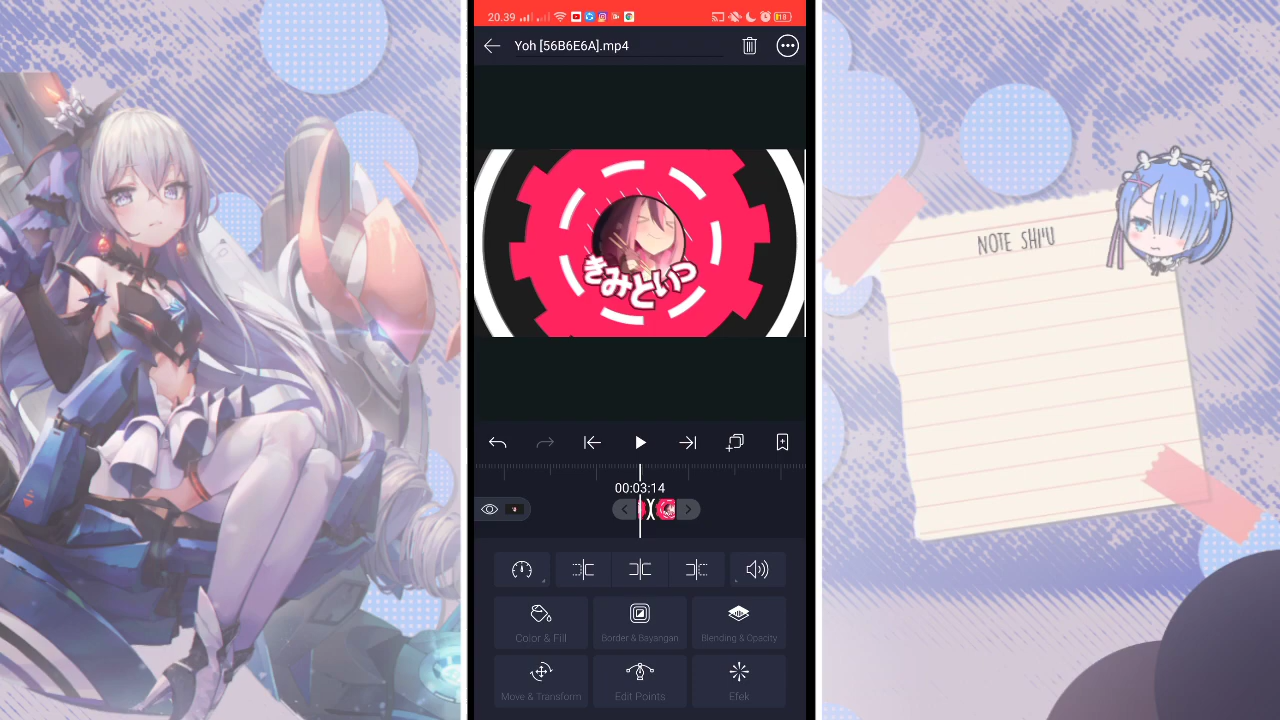 20.39
Yoh [56B6E6A].mp4
きみといつ
00:03:14
Color & Fill
Border & Bayangan
Blending & Opacity
Move & Transform
Edit Points
Efek
NOTE SHI'U